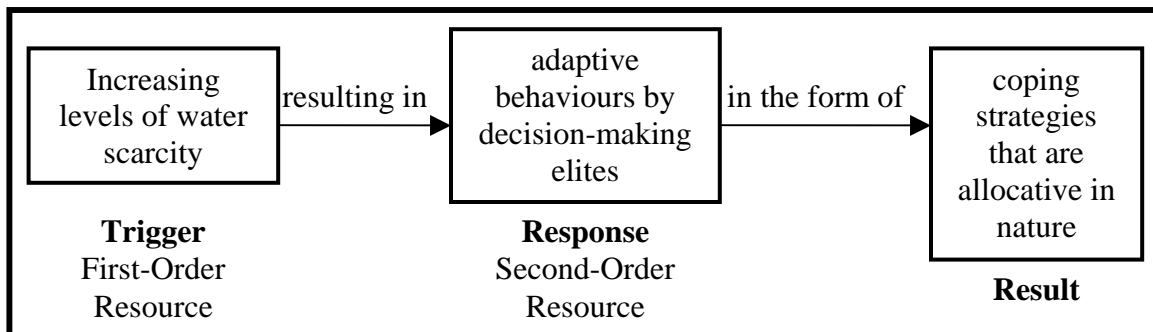 Increasing
levels of water
scarcity
resulting in
adaptive
behaviours by
decision-making
elites
in the form of
coping
strategies
that are
allocative in
nature
Trigger
First-Order
Resource
Response
Second-Order
Resource
Result